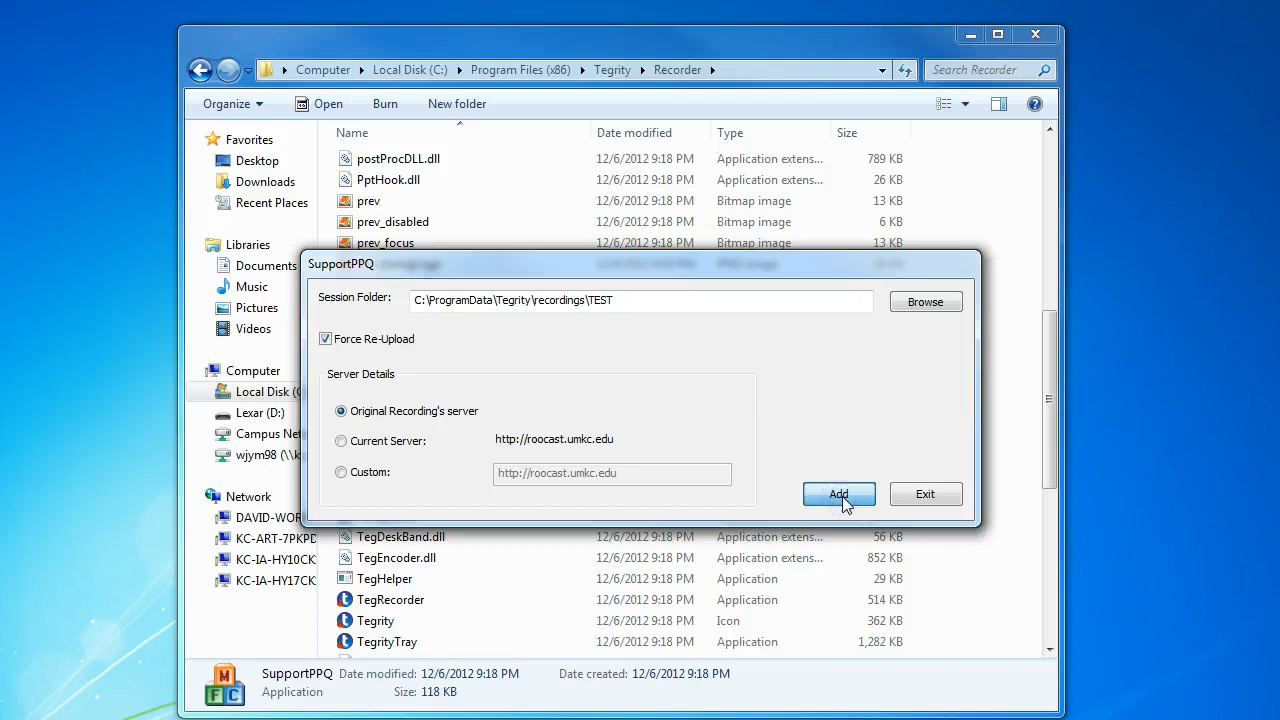 Computer Local Disk (C:) Program Files (x86) Tegrity Recorder
Search Recorder
Organize Open Burn New folder
Favorites
Desktop
Downloads
Recent Places
Libraries
Documents
Music
Pictures
Videos
Computer
Local Disk (C
Lexar (D:)
Campus Ne
wjym98 (\\k
Network
DAVID-WOR
KC-ART-7PKPD
KC-IA-HY10CK
KC-IA-HY17CK
Name Date modified Type Size
postProcDLL.dll 12/6/2012 9:18 PM Application extens... 789 KB
PptHook.dll 12/6/2012 9:18 PM Application extens... 26 KB
prev 12/6/2012 9:18 PM Bitmap image 13 KB
prev_disabled 12/6/2012 9:18 PM Bitmap image 6 KB
prev_focus 12/6/2012 9:18 PM Bitmap image 13 KB
SupportPPQ
Session Folder: C:\ProgramData\Tegrity\recordings\TEST Browse
Force Re-Upload
Server Details
Original Recording's server
Current Server: http://roocast.umkc.edu
Custom: http://roocast.umkc.edu
Add Exit
TegDeskBand.dll 12/6/2012 9:18 PM Application extens... 56 KB
TegEncoder.dll 12/6/2012 9:18 PM Application extens... 852 KB
TegHelper 12/6/2012 9:18 PM Application 29 KB
TegRecorder 12/6/2012 9:18 PM Application 514 KB
Tegrity 12/6/2012 9:18 PM Icon 362 KB
TegrityTray 12/6/2012 9:18 PM Application 1,282 KB
SupportPPQ Date modified: 12/6/2012 9:18 PM Date created: 12/6/2012 9:18 PM
Application Size: 118 KB